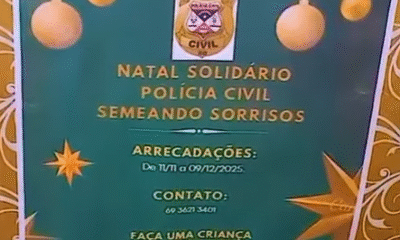 POLÍCIA
CIVIL
NATAL SOLIDÁRIO
POLÍCIA CIVIL
SEMEANDO SORRISOS
ARRECADAÇÕES:
De 11/11 a 09/12/2025.
CONTATO:
69 3621 3401
FAÇA UMA CRIANÇA